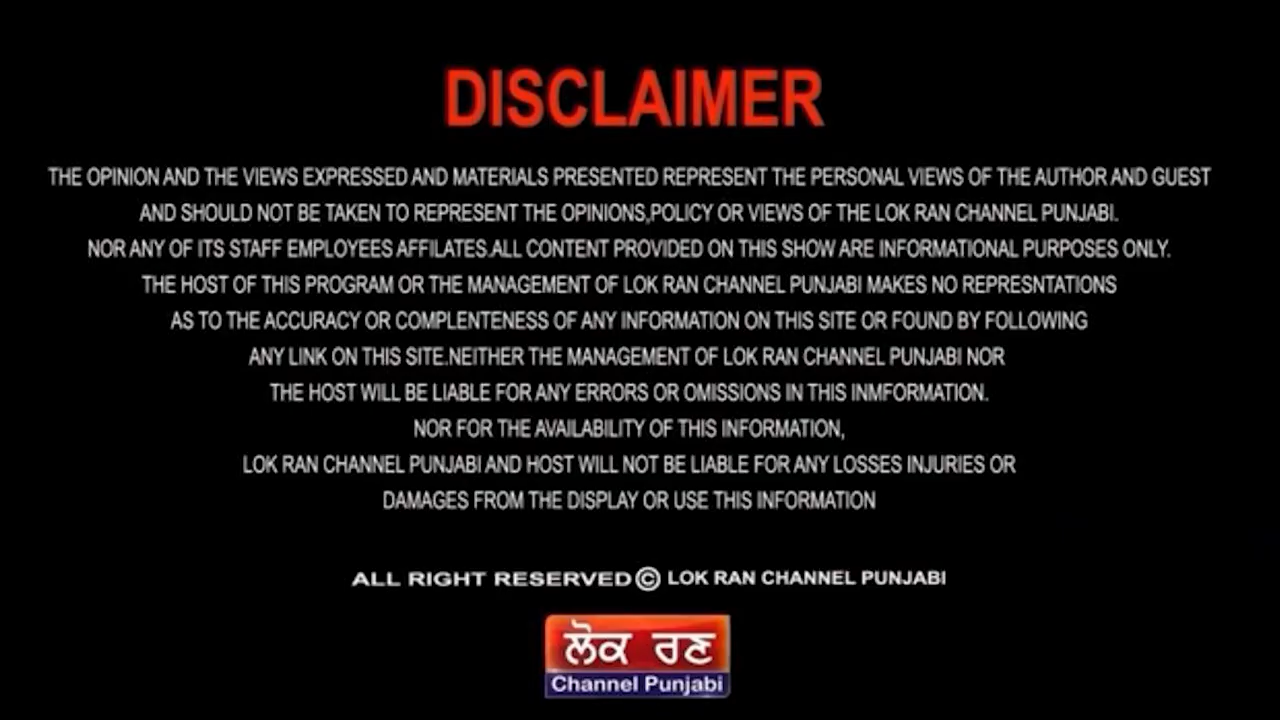 DISCLAIMER
THE OPINION AND THE VIEWS EXPRESSED AND MATERIALS PRESENTED REPRESENT THE PERSONAL VIEWS OF THE AUTHOR AND GUEST
AND SHOULD NOT BE TAKEN TO REPRESENT THE OPINIONS,POLICY OR VIEWS OF THE LOK RAN CHANNEL PUNJABI.
NOR ANY OF ITS STAFF EMPLOYEES AFFILATES.ALL CONTENT PROVIDED ON THIS SHOW ARE INFORMATIONAL PURPOSES ONLY.
THE HOST OF THIS PROGRAM OR THE MANAGEMENT OF LOK RAN CHANNEL PUNJABI MAKES NO REPRESNTATIONS
AS TO THE ACCURACY OR COMPLENTENESS OF ANY INFORMATION ON THIS SITE OR FOUND BY FOLLOWING
ANY LINK ON THIS SITE.NEITHER THE MANAGEMENT OF LOK RAN CHANNEL PUNJABI NOR
THE HOST WILL BE LIABLE FOR ANY ERRORS OR OMISSIONS IN THIS INMFORMATION.
NOR FOR THE AVAILABILITY OF THIS INFORMATION,
LOK RAN CHANNEL PUNJABI AND HOST WILL NOT BE LIABLE FOR ANY LOSSES INJURIES OR
DAMAGES FROM THE DISPLAY OR USE THIS INFORMATION
ALL RIGHT RESERVED © LOK RAN CHANNEL PUNJABI
ਲੋਕ ਰਣ
Channel Punjabi